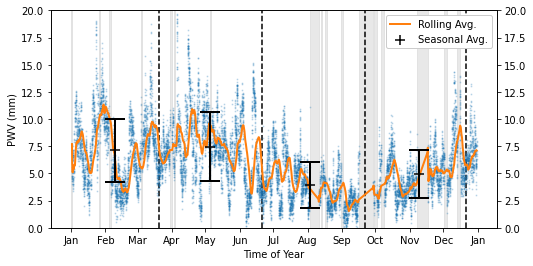 20.0 20.0
Rolling Avg.
Seasonal Avg.
17.5 17.5
15.0 15.0
12.5 12.5
10.0 10.0
7.5 7.5
5.0 5.0
2.5 2.5
0.0 0.0
PWV (mm)
Jan Feb Mar Apr May Jun Jul Aug Sep Oct Nov Dec Jan
Time of Year